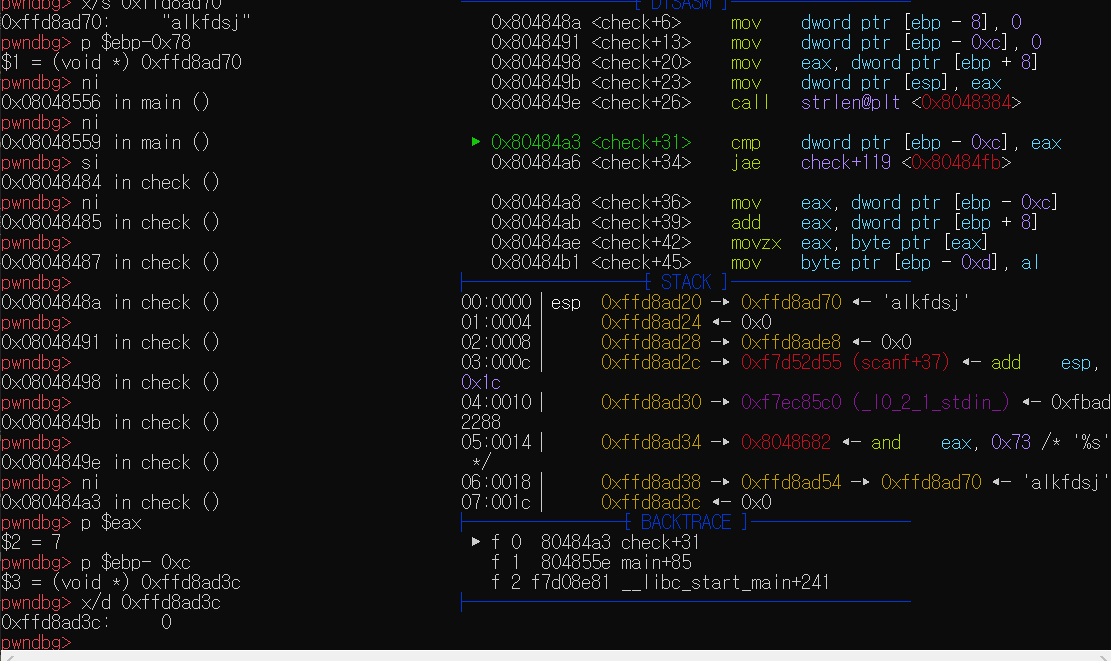 pwndbg> x/s 0xffd8ad70
0xffd8ad70:     "alkfdsj"
pwndbg> p $ebp-0x78
$1 = (void *) 0xffd8ad70
pwndbg> ni
0x08048556 in main ()
pwndbg> ni
0x08048559 in main ()
pwndbg> si
0x08048484 in check ()
pwndbg> ni
0x08048485 in check ()
pwndbg>
0x08048487 in check ()
pwndbg>
0x0804848a in check ()
pwndbg>
0x08048491 in check ()
pwndbg>
0x08048498 in check ()
pwndbg>
0x0804849b in check ()
pwndbg>
0x0804849e in check ()
pwndbg> ni
0x080484a3 in check ()
pwndbg> p $eax
$2 = 7
pwndbg> p $ebp- 0xc
$3 = (void *) 0xffd8ad3c
pwndbg> x/d 0xffd8ad3c
0xffd8ad3c:     0
pwndbg>
[ DISASM ]
0x804848a <check+6>     mov    dword ptr [ebp - 8], 0
0x8048491 <check+13>    mov    dword ptr [ebp - 0xc], 0
0x8048498 <check+20>    mov    eax, dword ptr [ebp + 8]
0x804849b <check+23>    mov    dword ptr [esp], eax
0x804849e <check+26>    call   strlen@plt <0x8048384>
► 0x80484a3 <check+31>    cmp    dword ptr [ebp - 0xc], eax
0x80484a6 <check+34>    jae    check+119 <0x80484fb>
0x80484a8 <check+36>    mov    eax, dword ptr [ebp - 0xc]
0x80484ab <check+39>    add    eax, dword ptr [ebp + 8]
0x80484ae <check+42>    movzx  eax, byte ptr [eax]
0x80484b1 <check+45>    mov    byte ptr [ebp - 0xd], al
[ STACK ]
00:0000│ esp  0xffd8ad20 —▸ 0xffd8ad70 ◂— 'alkfdsj'
01:0004│      0xffd8ad24 ◂— 0x0
02:0008│      0xffd8ad28 —▸ 0xffd8ade8 ◂— 0x0
03:000c│      0xffd8ad2c —▸ 0xf7d52d55 (scanf+37) ◂— add    esp,
0x1c
04:0010│      0xffd8ad30 —▸ 0xf7ec85c0 (_IO_2_1_stdin_) ◂— 0xfbad
2288
05:0014│      0xffd8ad34 —▸ 0x8048682 ◂— and    eax, 0x73 /* '%s'
*/
06:0018│      0xffd8ad38 —▸ 0xffd8ad54 —▸ 0xffd8ad70 ◂— 'alkfdsj'
07:001c│      0xffd8ad3c ◂— 0x0
[ BACKTRACE ]
► f 0  80484a3 check+31
f 1  804855e main+85
f 2 f7d08e81 __libc_start_main+241